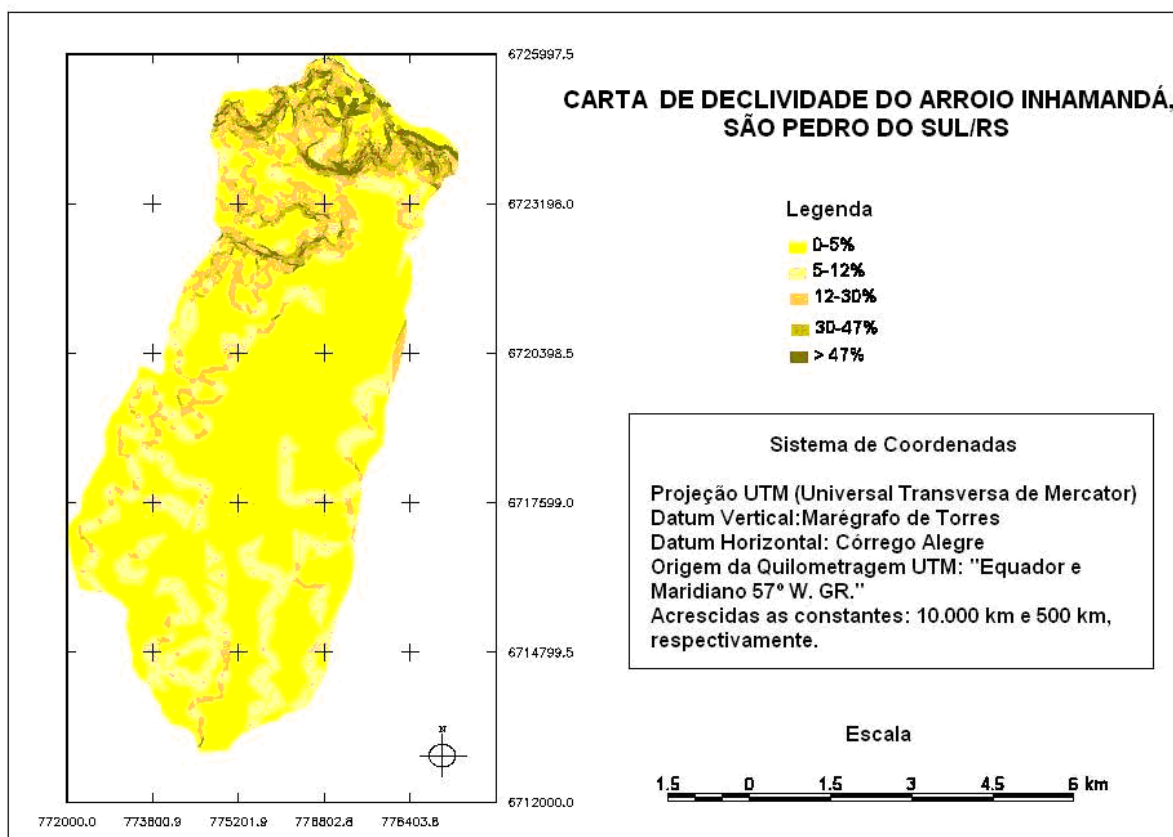 6725997.5
CARTA DE DECLIVIDADE DO ARROIO INHAMANDÁ,
SÃO PEDRO DO SUL/RS
6723198.0
Legenda
0-5%
5-12%
12-30%
30-47%
> 47%
6720398.5
Sistema de Coordenadas
Projeção UTM (Universal Transversa de Mercator)
Datum Vertical:Marégrafo de Torres
Datum Horizontal: Córrego Alegre
Origem da Quilometragem UTM: "Equador e
Maridiano 57º W. GR."
Acrescidas as constantes: 10.000 km e 500 km,
respectivamente.
6717599.0
6714799.5
N
Escala
1.5 0 1.5 3 4.5 6 km
6712000.0
772000.0 773600.9 775201.9 776802.8 778403.8